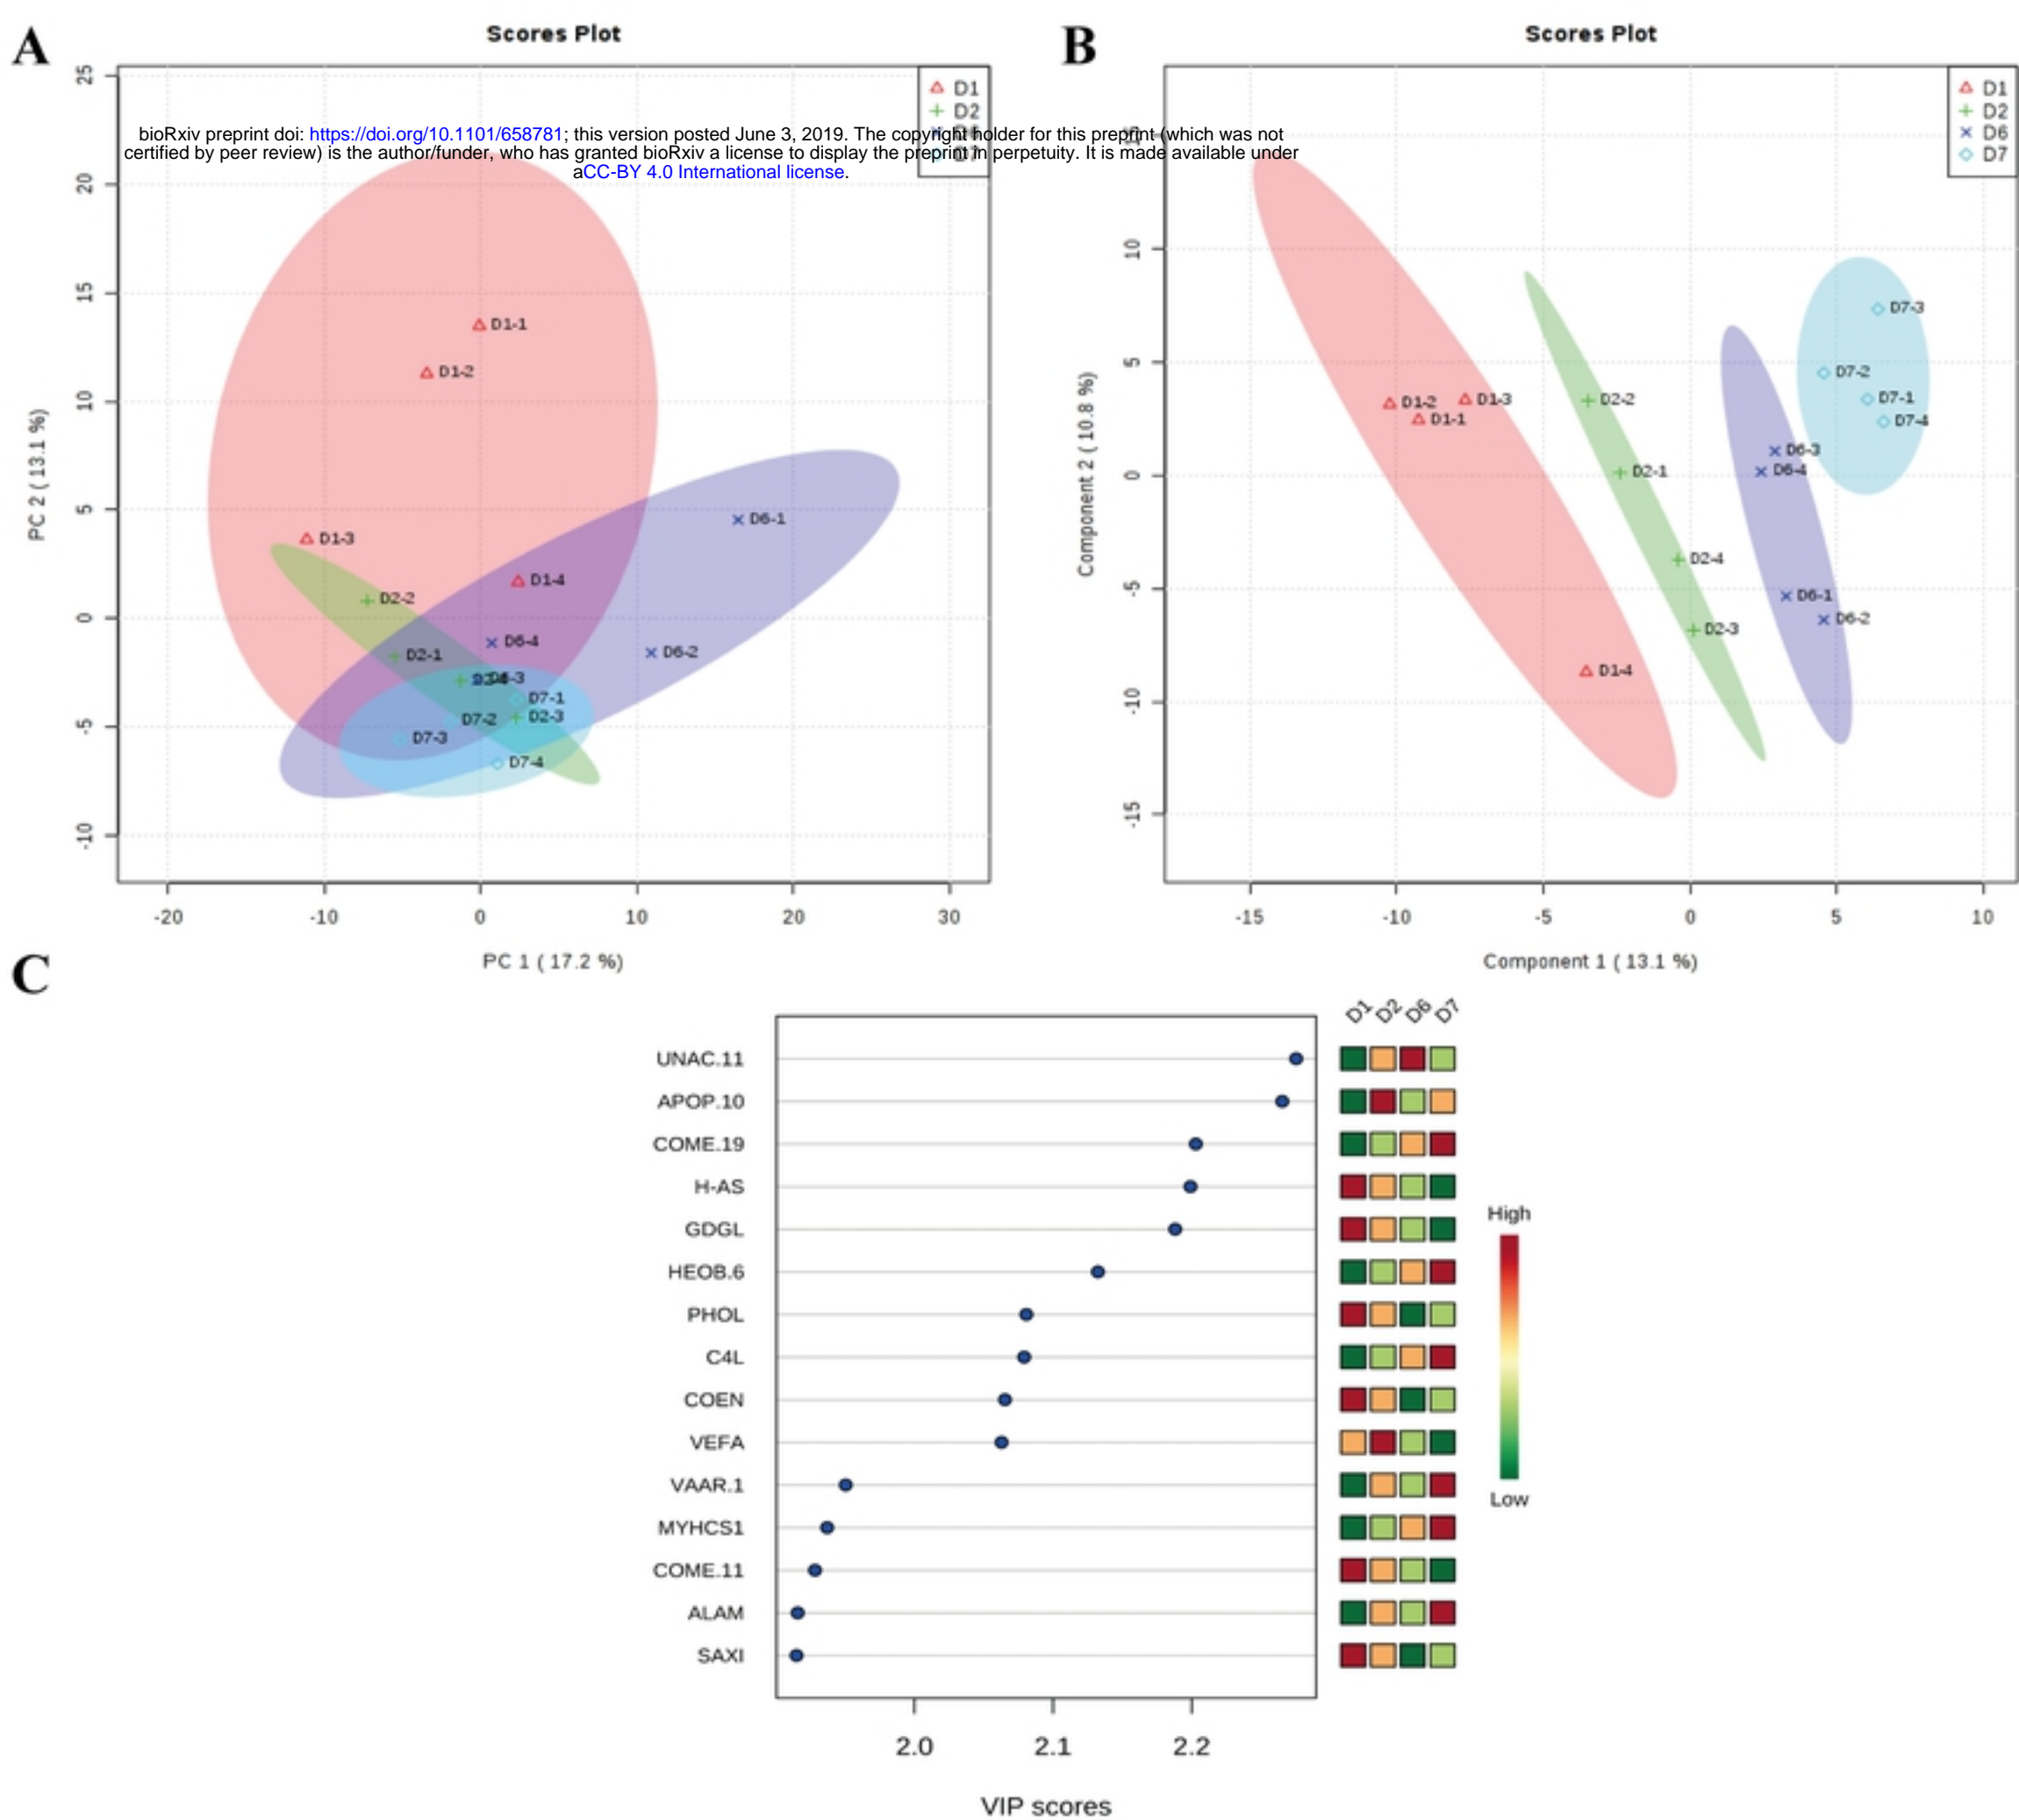 A
Scores Plot
D1
D2
bioRxiv preprint doi: https://doi.org/10.1101/658781; this version posted June 3, 2019. The copyright holder for this preprint (which was not
certified by peer review) is the author/funder, who has granted bioRxiv a license to display the preprint in perpetuity. It is made available under
aCC-BY 4.0 International license.
25
20
15
10
5
0
-5
-10
PC 2 ( 13.1 %)
D1-1
D1-2
D1-3
D1-4
D6-1
D2-2
D6-4
D6-2
D2-1
D7-1
D7-2
D2-3
D7-3
D7-4
-20
-10
0
10
20
30
PC 1 ( 17.2 %)
B
Scores Plot
D1
D2
D6
D7
10
5
0
-5
-10
-15
Component 2 ( 10.8 %)
D7-3
D7-2
D7-1
D7-4
D1-2
D1-3
D1-1
D2-2
D2-1
D6-3
D6-4
D2-4
D6-1
D6-2
D2-3
D1-4
-15
-10
-5
0
5
10
Component 1 ( 13.1 %)
C
D1 D2 D6 D7
UNAC.11
APOP.10
COME.19
H-AS
GDGL
HEOB.6
PHOL
C4L
COEN
VEFA
VAAR.1
MYHCS1
COME.11
ALAM
SAXI
High
Low
2.0
2.1
2.2
VIP scores